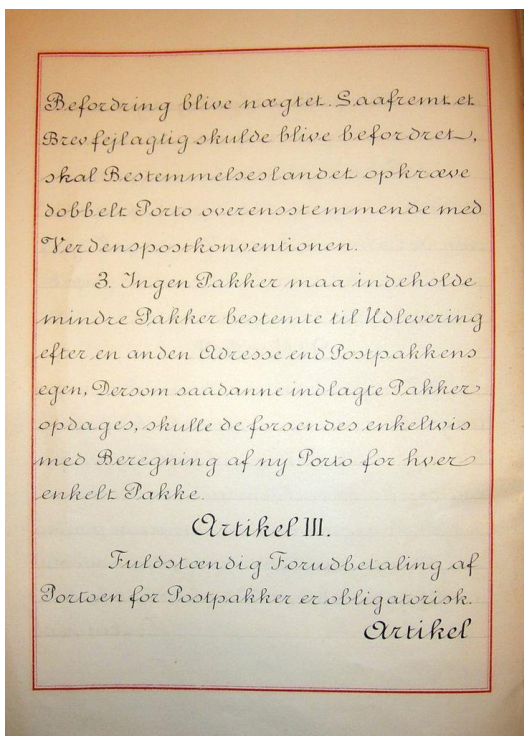 Befordring blive nægtet. Saafremt et
Brev fejlagtig skulde blive befordret,
skal Bestemmelseslandet opkræve
dobbelt Porto overensstemmende med
Verdenspostkonventionen.
3. Ingen Pakker maa indeholde
mindre Pakker bestemte til Udlevering
efter en anden Adresse end Postpakkens
egen, Dersom saadanne indlagte Pakker
opdages, skulle de forsendes enkeltvis
med Beregning af ny Porto for hver
enkelt Pakke.
Artikel III.
Fuldstændig Forudbetaling af
Portoen for Postpakker er obligatorisk.
Artikel